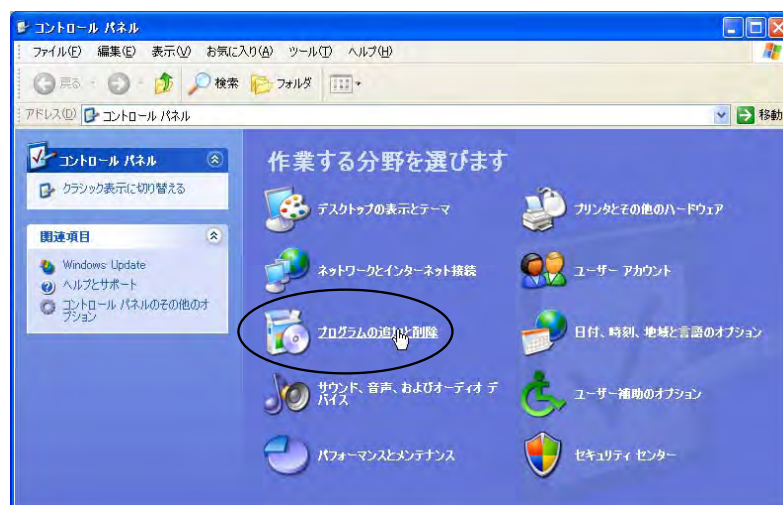 コントロール パネル
ファイル(F) 編集(E) 表示(V) お気に入り(A) ツール(T) ヘルプ(H)
戻る 検索 フォルダ
アドレス(D) コントロール パネル 移動
コントロール パネル
クラシック表示に切り替える
関連項目
Windows Update
ヘルプとサポート
コントロール パネルのその他のオ
プション
作業する分野を選びます
デスクトップの表示とテーマ
プリンタとその他のハードウェア
ネットワークとインターネット接続
ユーザー アカウント
プログラムの追加と削除
日付、時刻、地域と言語のオプション
サウンド、音声、およびオーディオ デ
バイス
ユーザー補助のオプション
パフォーマンスとメンテナンス
セキュリティ センター